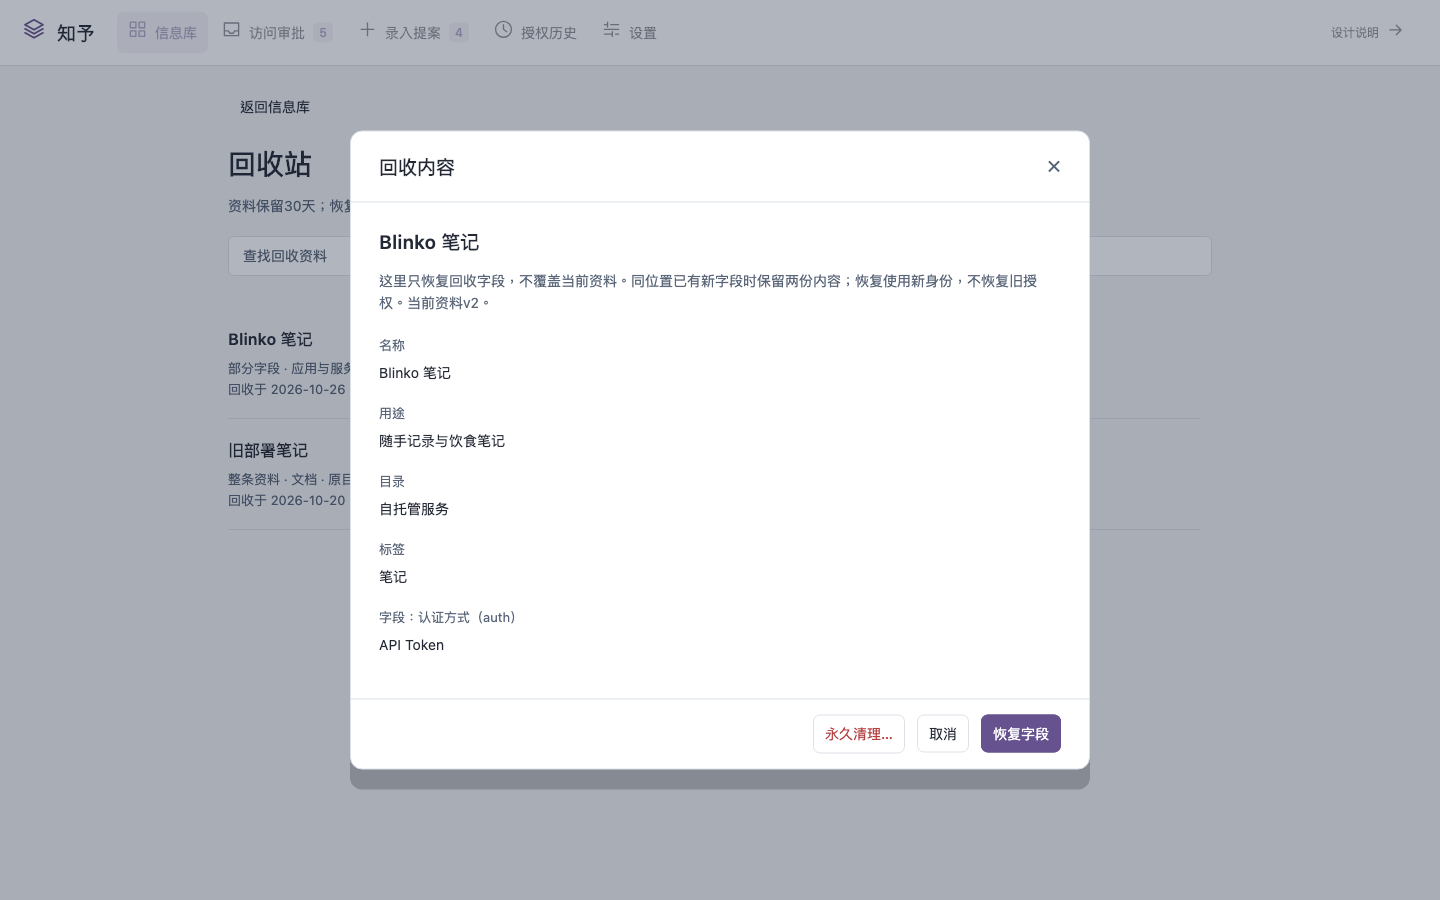 知予
信息库
访问审批 5
录入提案 4
授权历史
设置
设计说明
返回信息库
回收站
资料保留30天；恢复
查找回收资料
Blinko 笔记
部分字段 · 应用与服务
回收于 2026-10-26
旧部署笔记
整条资料 · 文档 · 原目
回收于 2026-10-20
回收内容
Blinko 笔记
这里只恢复回收字段，不覆盖当前资料。同位置已有新字段时保留两份内容；恢复使用新身份，不恢复旧授
权。当前资料v2。
名称
Blinko 笔记
用途
随手记录与饮食笔记
目录
自托管服务
标签
笔记
字段：认证方式（auth）
API Token
永久清理...
取消
恢复字段